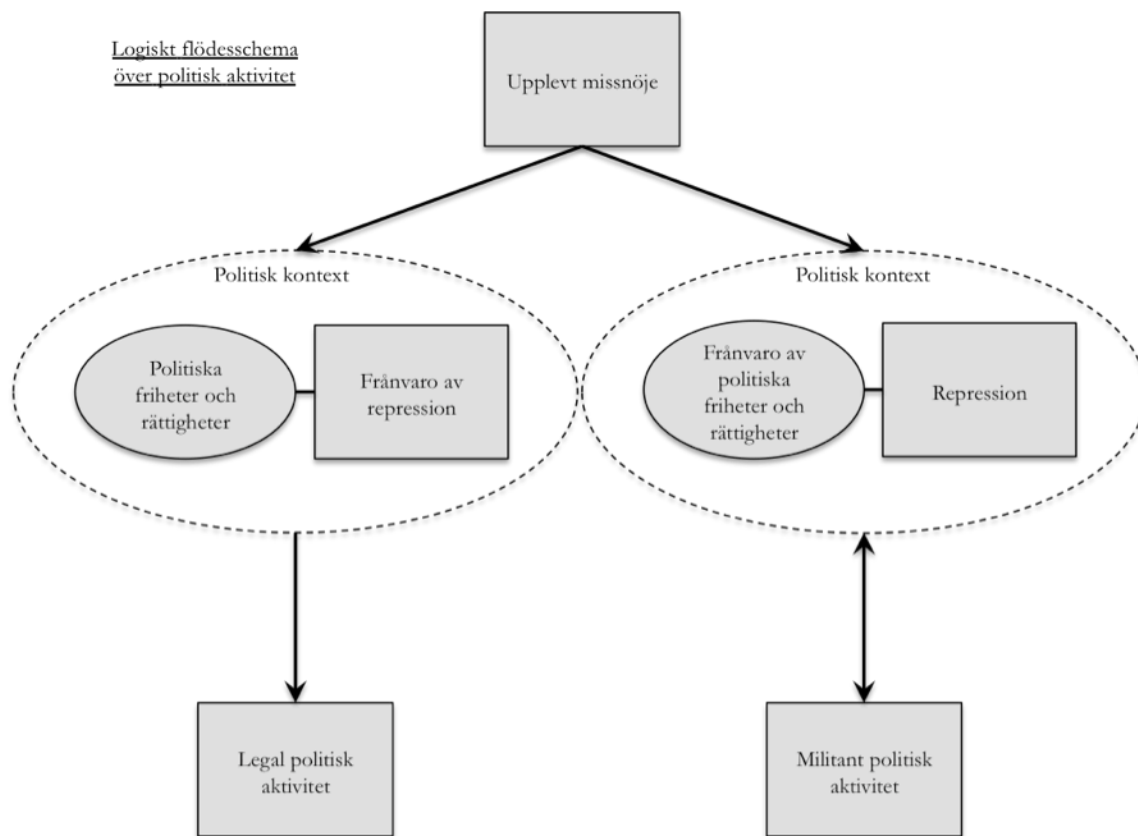 Logiskt flödesschema
över politisk aktivitet
Upplevt missnöje
Politisk kontext
Politiska
friheter och
rättigheter
Frånvaro av
repression
Politisk kontext
Frånvaro av
politiska
friheter och
rättigheter
Repression
Legal politisk
aktivitet
Militant politisk
aktivitet